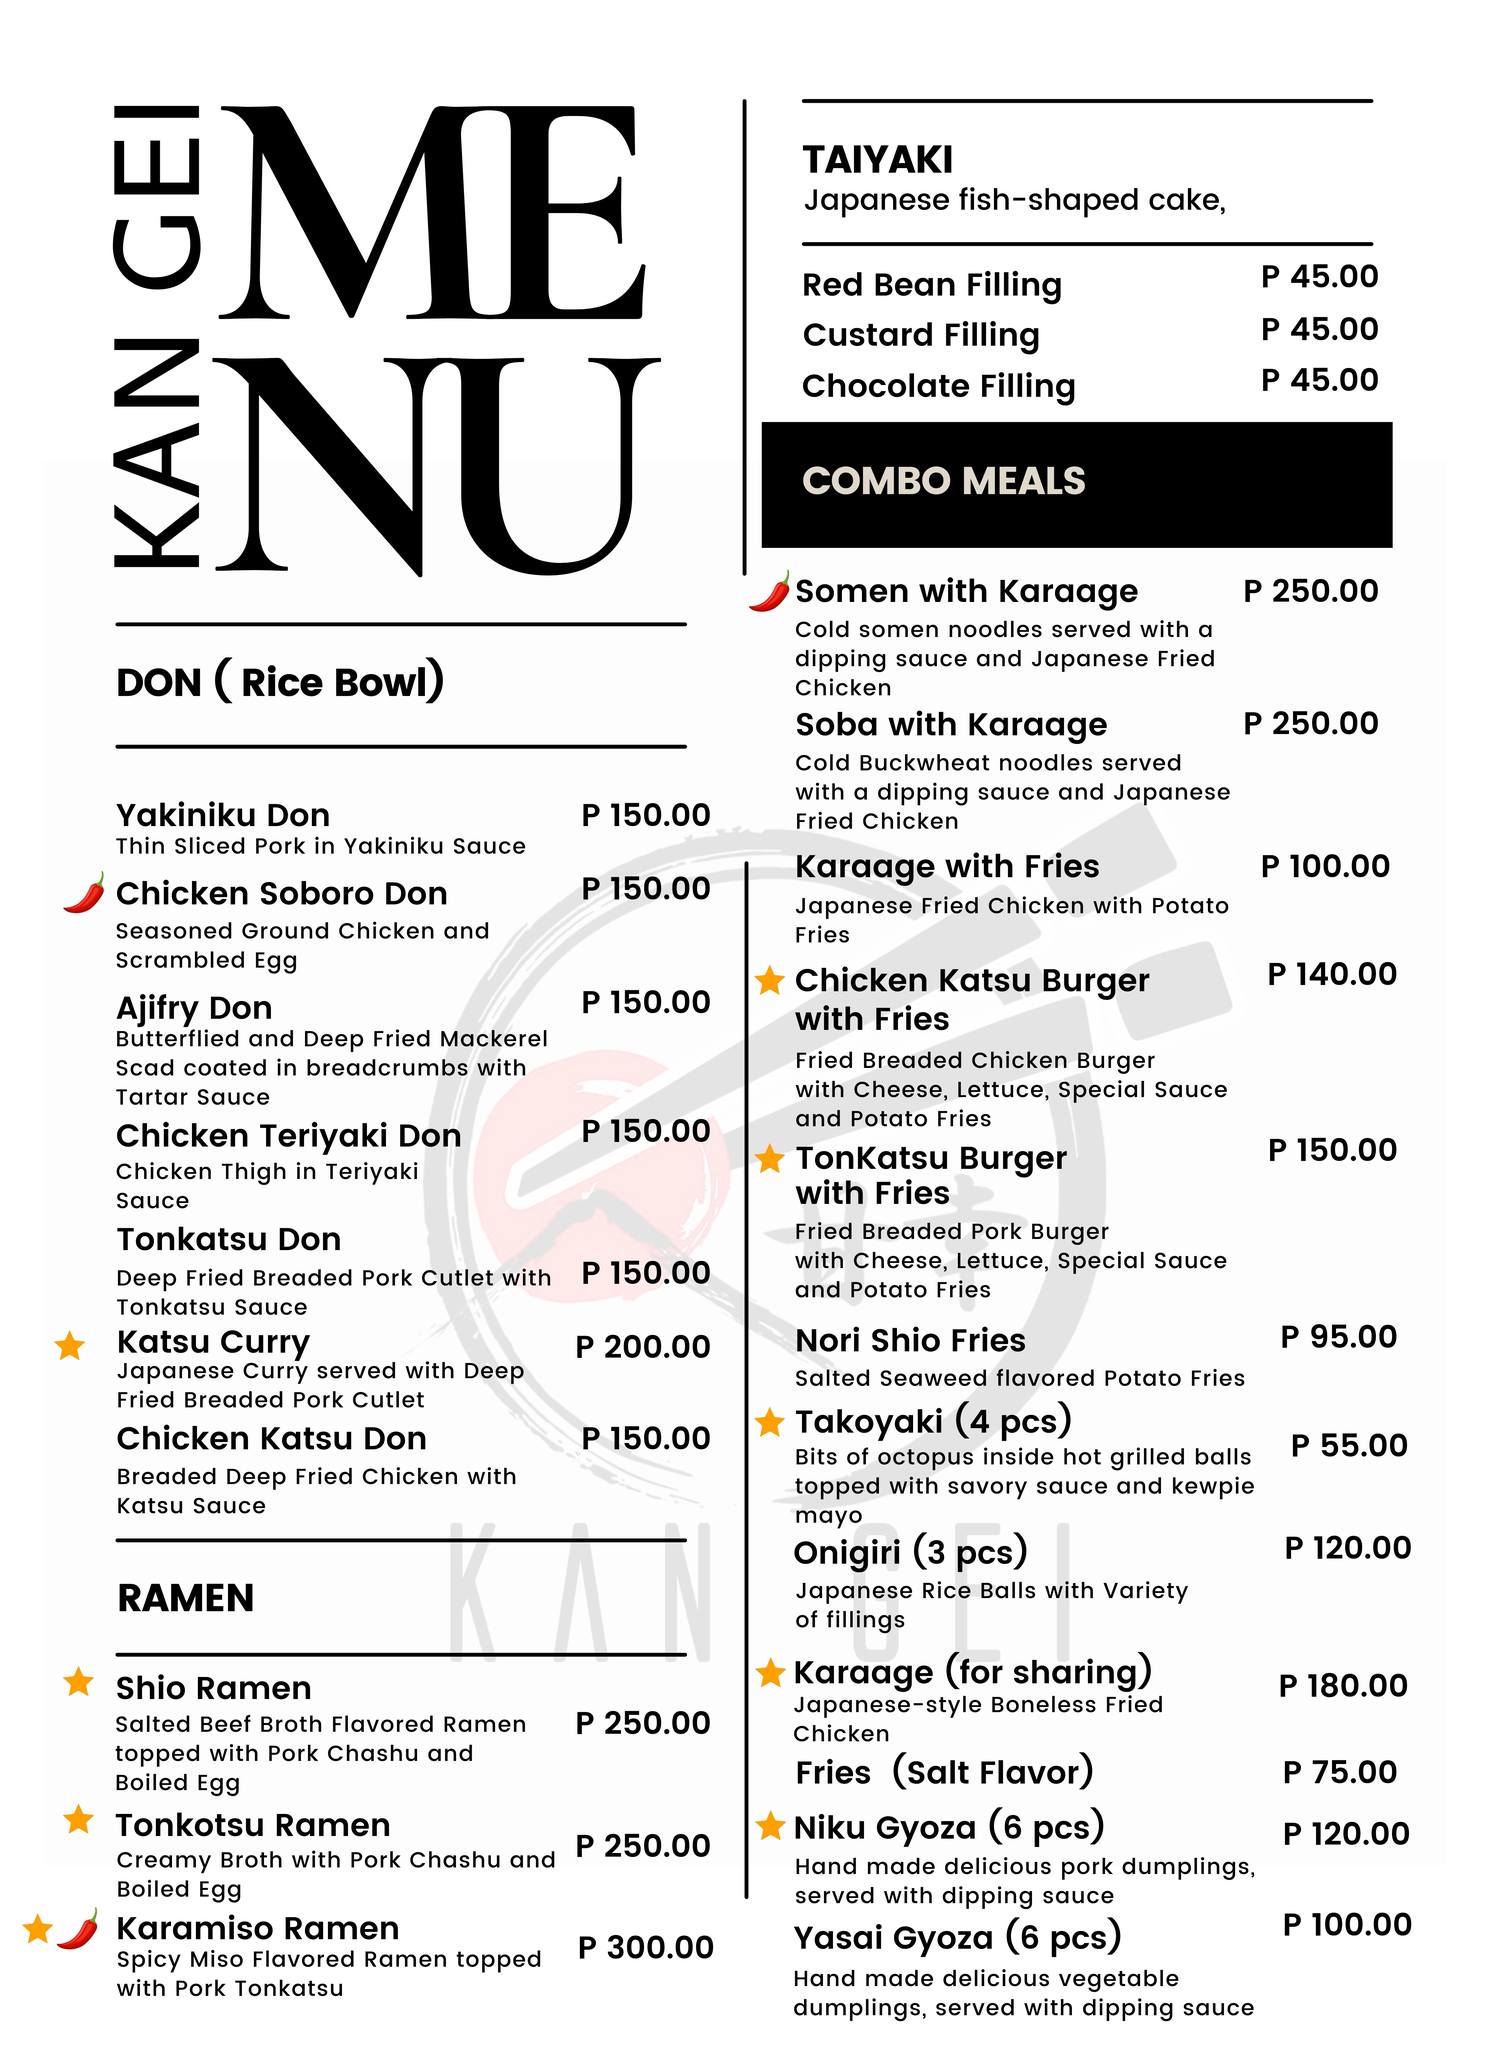 KAN GEI
ME
NU
DON ( Rice Bowl)
Yakiniku Don P 150.00
Thin Sliced Pork in Yakiniku Sauce
Chicken Soboro Don P 150.00
Seasoned Ground Chicken and
Scrambled Egg
Ajifry Don P 150.00
Butterflied and Deep Fried Mackerel
Scad coated in breadcrumbs with
Tartar Sauce
Chicken Teriyaki Don P 150.00
Chicken Thigh in Teriyaki
Sauce
Tonkatsu Don
Deep Fried Breaded Pork Cutlet with P 150.00
Tonkatsu Sauce
Katsu Curry P 200.00
Japanese Curry served with Deep
Fried Breaded Pork Cutlet
Chicken Katsu Don P 150.00
Breaded Deep Fried Chicken with
Katsu Sauce
RAMEN
Shio Ramen
Salted Beef Broth Flavored Ramen P 250.00
topped with Pork Chashu and
Boiled Egg
Tonkotsu Ramen P 250.00
Creamy Broth with Pork Chashu and
Boiled Egg
Karamiso Ramen P 300.00
Spicy Miso Flavored Ramen topped
with Pork Tonkatsu
TAIYAKI
Japanese fish-shaped cake,
Red Bean Filling P 45.00
Custard Filling P 45.00
Chocolate Filling P 45.00
COMBO MEALS
Somen with Karaage P 250.00
Cold somen noodles served with a
dipping sauce and Japanese Fried
Chicken
Soba with Karaage P 250.00
Cold Buckwheat noodles served
with a dipping sauce and Japanese
Fried Chicken
Karaage with Fries P 100.00
Japanese Fried Chicken with Potato
Fries
Chicken Katsu Burger P 140.00
with Fries
Fried Breaded Chicken Burger
with Cheese, Lettuce, Special Sauce
and Potato Fries
TonKatsu Burger P 150.00
with Fries
Fried Breaded Pork Burger
with Cheese, Lettuce, Special Sauce
and Potato Fries
Nori Shio Fries P 95.00
Salted Seaweed flavored Potato Fries
Takoyaki (4 pcs) P 55.00
Bits of octopus inside hot grilled balls
topped with savory sauce and kewpie
mayo
Onigiri (3 pcs) P 120.00
Japanese Rice Balls with Variety
of fillings
Karaage (for sharing) P 180.00
Japanese-style Boneless Fried
Chicken
Fries (Salt Flavor) P 75.00
Niku Gyoza (6 pcs) P 120.00
Hand made delicious pork dumplings,
served with dipping sauce
Yasai Gyoza (6 pcs) P 100.00
Hand made delicious vegetable
dumplings, served with dipping sauce
KAN GEI